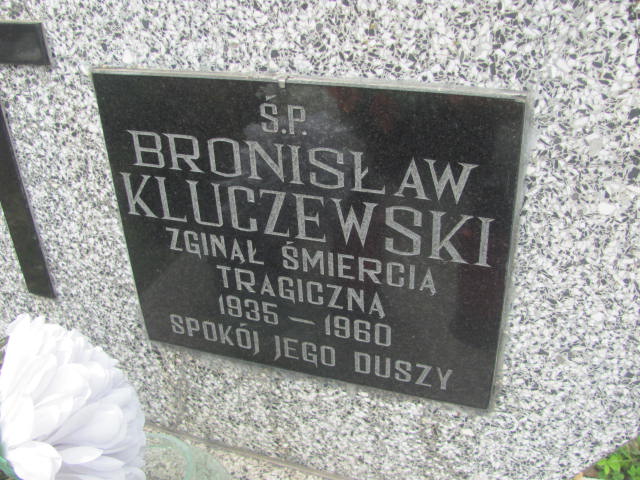 Ś.P.
BRONISŁAW
KLUCZEWSKI
ZGINĄŁ ŚMIERCIĄ
TRAGICZNĄ
1935 – 1960
SPOKÓJ JEGO DUSZY